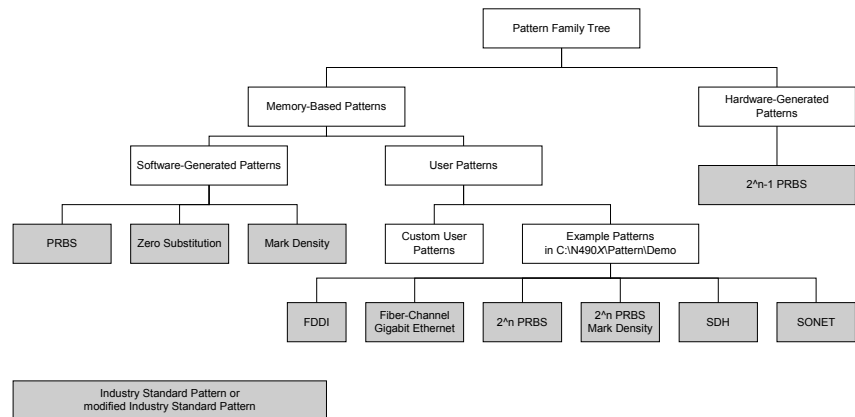 Pattern Family Tree
Memory-Based Patterns
Hardware-Generated
Patterns
Software-Generated Patterns
User Patterns
2^n-1 PRBS
PRBS
Zero Substitution
Mark Density
Custom User
Patterns
Example Patterns
in C:\N490X\Pattern\Demo
FDDI
Fiber-Channel
Gigabit Ethernet
2^n PRBS
2^n PRBS
Mark Density
SDH
SONET
Industry Standard Pattern or
modified Industry Standard Pattern